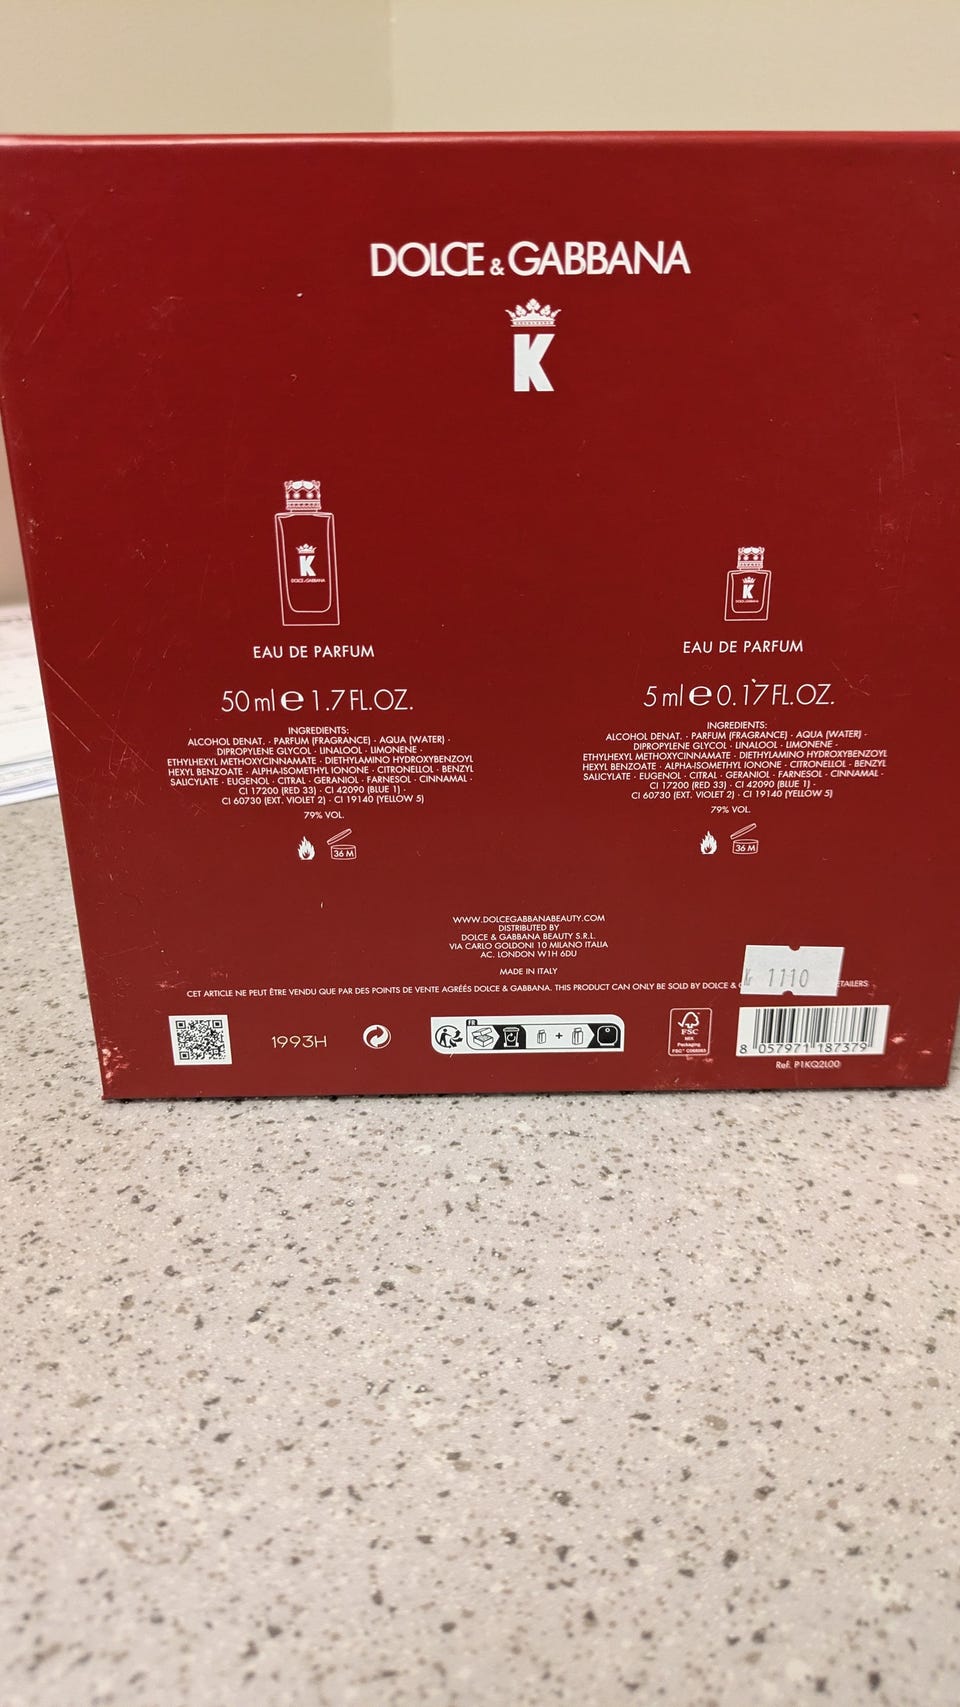 DOLCE & GABBANA
K
K
DOLCE & GABBANA
EAU DE PARFUM
50 ml e 1.7 FL.OZ.
INGREDIENTS:
ALCOHOL DENAT. · PARFUM (FRAGRANCE) · AQUA (WATER) ·
DIPROPYLENE GLYCOL · LINALOOL · LIMONENE ·
ETHYLHEXYL METHOXYCINNAMATE · DIETHYLAMINO HYDROXYBENZOYL
HEXYL BENZOATE · ALPHA-ISOMETHYL IONONE · CITRONELLOL · BENZYL
SALICYLATE · EUGENOL · CITRAL · GERANIOL · FARNESOL · CINNAMAL ·
CI 17200 (RED 33) · CI 42090 (BLUE 1) ·
CI 60730 (EXT. VIOLET 2) · CI 19140 (YELLOW 5)
79% VOL.
36 M
K
DOLCE & GABBANA
EAU DE PARFUM
5 ml e 0.17 FL.OZ.
INGREDIENTS:
ALCOHOL DENAT. · PARFUM (FRAGRANCE) · AQUA (WATER) ·
DIPROPYLENE GLYCOL · LINALOOL · LIMONENE ·
ETHYLHEXYL METHOXYCINNAMATE · DIETHYLAMINO HYDROXYBENZOYL
HEXYL BENZOATE · ALPHA-ISOMETHYL IONONE · CITRONELLOL · BENZYL
SALICYLATE · EUGENOL · CITRAL · GERANIOL · FARNESOL · CINNAMAL ·
CI 17200 (RED 33) · CI 42090 (BLUE 1) ·
CI 60730 (EXT. VIOLET 2) · CI 19140 (YELLOW 5)
79% VOL.
36 M
WWW.DOLCEGABBANABEAUTY.COM
DISTRIBUTED BY
DOLCE & GABBANA BEAUTY S.R.L.
VIA CARLO GOLDONI 10 MILANO ITALIA
AC. LONDON W1H 6DU
MADE IN ITALY
Kr 1110
CET ARTICLE NE PEUT ÊTRE VENDU QUE PAR DES POINTS DE VENTE AGRÉÉS DOLCE & GABBANA. THIS PRODUCT CAN ONLY BE SOLD BY DOLCE & G ETAILERS
1993H
FR
+
FSC
MIX
Packaging
FSC® C068065
8 057971 187379
Ref. P1KQ2L00